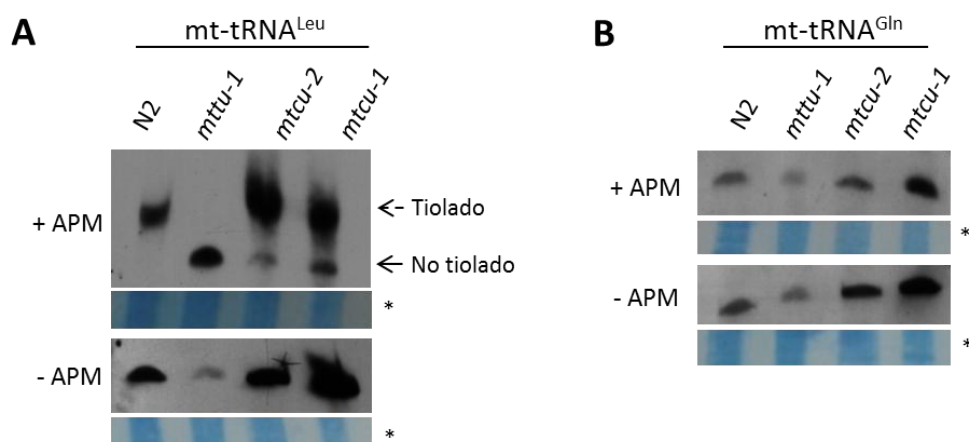 A
mt-tRNA^Leu
N2
mttu-1
mtcu-2
mtcu-1
+ APM
Tiolado
No tiolado
*
- APM
*
B
mt-tRNA^Gln
N2
mttu-1
mtcu-2
mtcu-1
+ APM
*
- APM
*